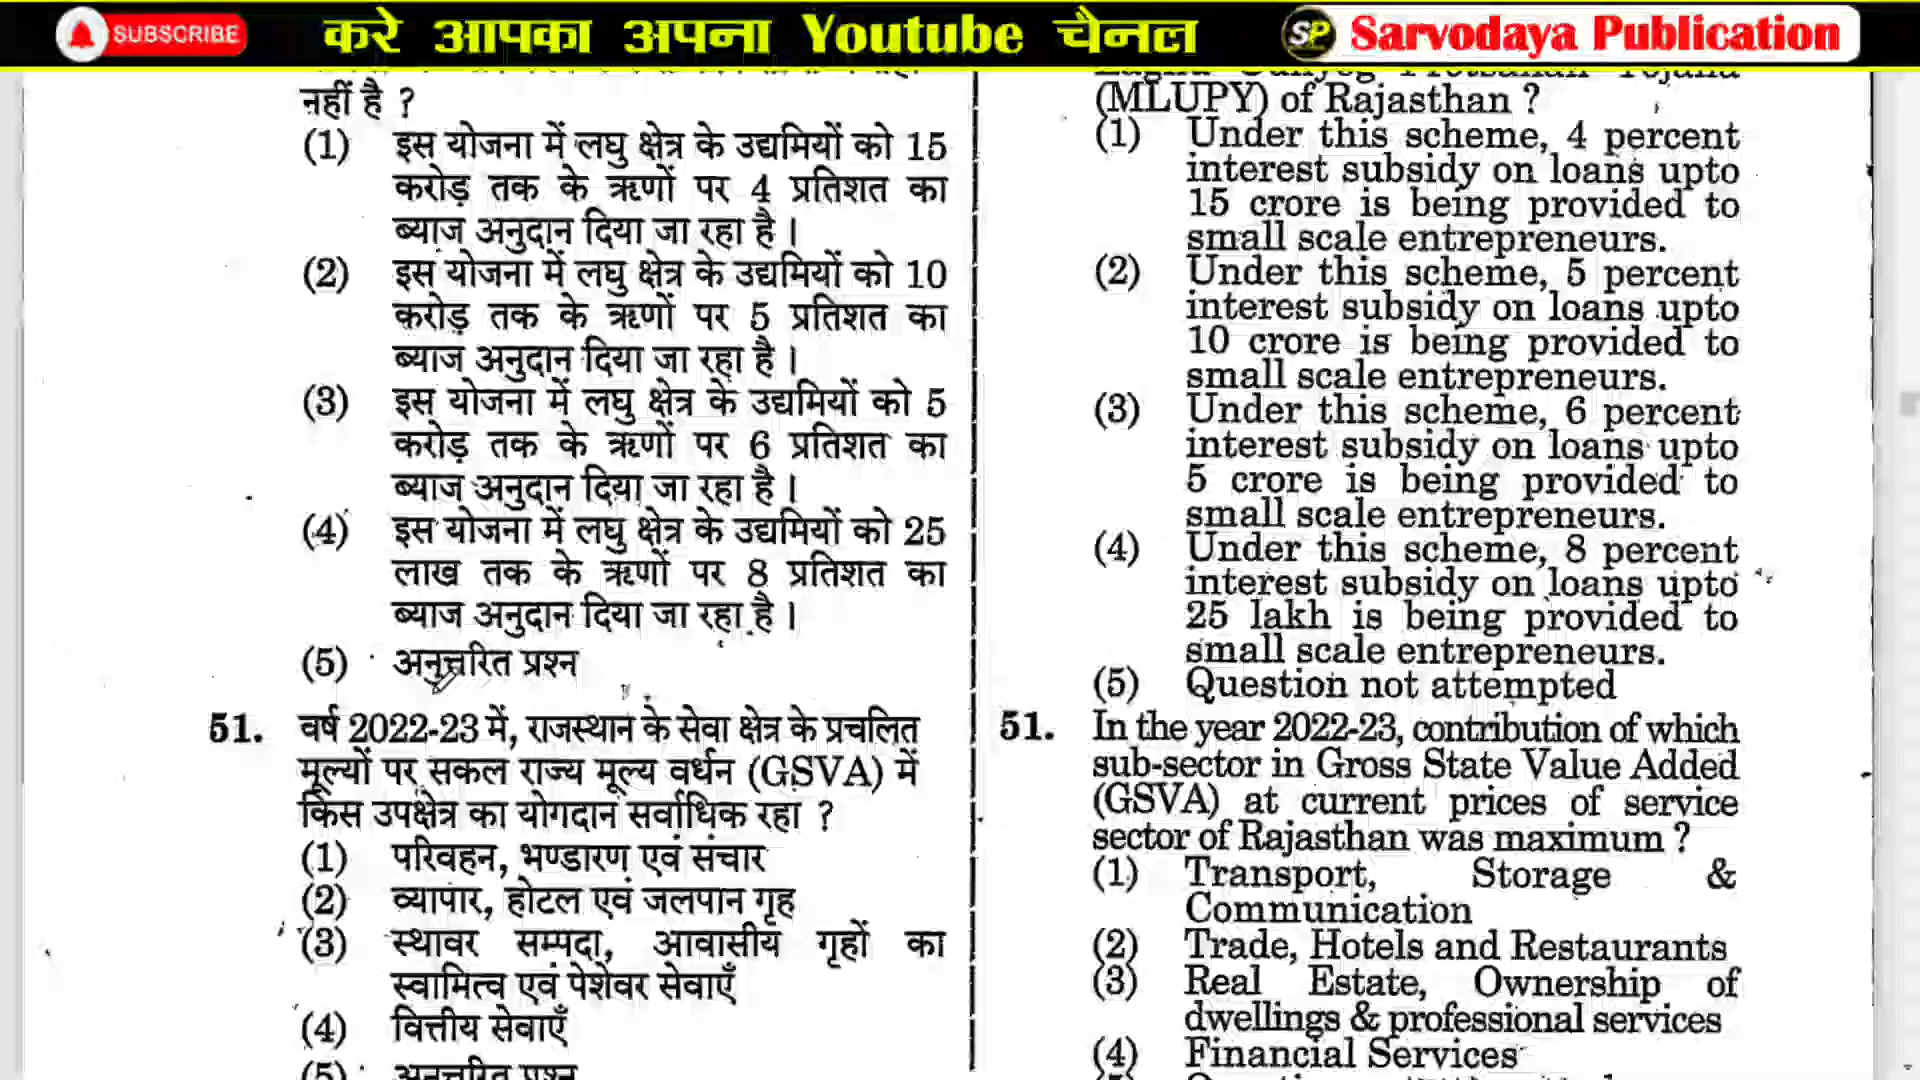 SUBSCRIBE करे आपका अपना Youtube चैनल SP Sarvodaya Publication
नहीं है ?
(1) इस योजना में लघु क्षेत्र के उद्यमियों को 15
करोड़ तक के ऋणों पर 4 प्रतिशत का
ब्याज अनुदान दिया जा रहा है ।
(2) इस योजना में लघु क्षेत्र के उद्यमियों को 10
करोड़ तक के ऋणों पर 5 प्रतिशत का
ब्याज अनुदान दिया जा रहा है ।
(3) इस योजना में लघु क्षेत्र के उद्यमियों को 5
करोड़ तक के ऋणों पर 6 प्रतिशत का
ब्याज अनुदान दिया जा रहा है ।
(4) इस योजना में लघु क्षेत्र के उद्यमियों को 25
लाख तक के ऋणों पर 8 प्रतिशत का
ब्याज अनुदान दिया जा रहा है ।
(5) अनुत्तरित प्रश्न
51. वर्ष 2022-23 में, राजस्थान के सेवा क्षेत्र के प्रचलित
मूल्यों पर सकल राज्य मूल्य वर्धन (GSVA) में
किस उपक्षेत्र का योगदान सर्वाधिक रहा ?
(1) परिवहन, भण्डारण एवं संचार
(2) व्यापार, होटल एवं जलपान गृह
(3) स्थावर सम्पदा, आवासीय गृहों का
स्वामित्व एवं पेशेवर सेवाएँ
(4) वित्तीय सेवाएँ
(5) अनुत्तरित प्रश्न
(MLUPY) of Rajasthan ?
(1) Under this scheme, 4 percent
interest subsidy on loans upto
15 crore is being provided to
small scale entrepreneurs.
(2) Under this scheme, 5 percent
interest subsidy on loans upto
10 crore is being provided to
small scale entrepreneurs.
(3) Under this scheme, 6 percent
interest subsidy on loans upto
5 crore is being provided to
small scale entrepreneurs.
(4) Under this scheme, 8 percent
interest subsidy on loans upto
25 lakh is being provided to
small scale entrepreneurs.
(5) Question not attempted
51. In the year 2022-23, contribution of which
sub-sector in Gross State Value Added
(GSVA) at current prices of service
sector of Rajasthan was maximum ?
(1) Transport, Storage &
Communication
(2) Trade, Hotels and Restaurants
(3) Real Estate, Ownership of
dwellings & professional services
(4) Financial Services